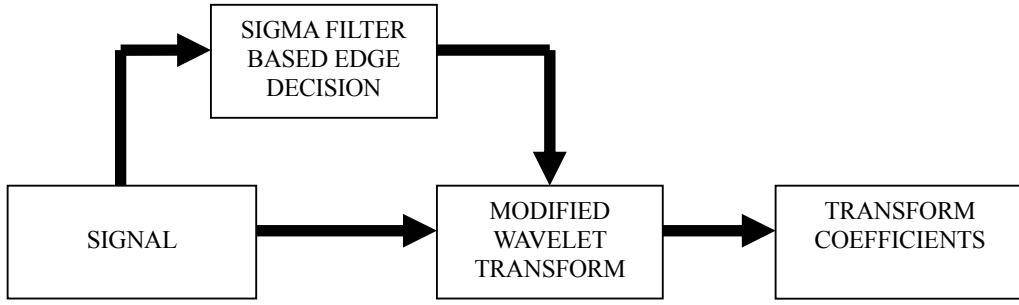 SIGMA FILTER
BASED EDGE
DECISION
SIGNAL
MODIFIED
WAVELET
TRANSFORM
TRANSFORM
COEFFICIENTS